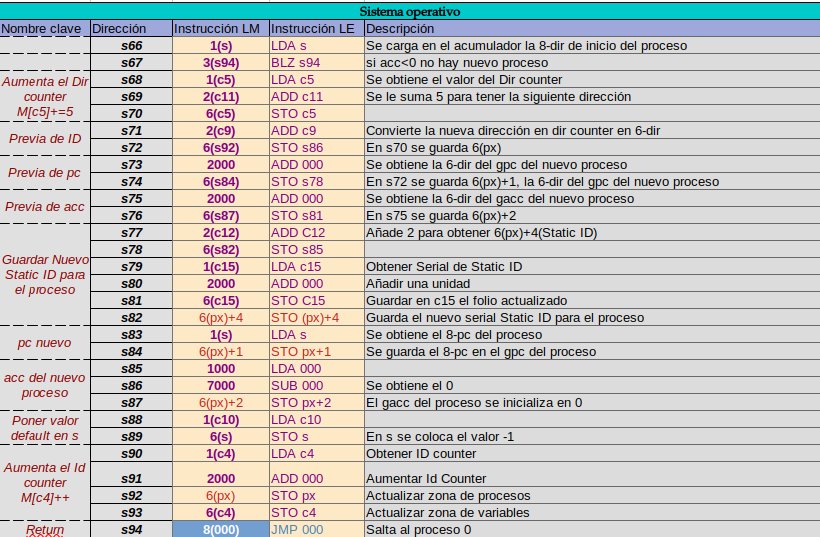 Sistema operativo
Nombre clave Dirección Instrucción LM Instrucción LE Descripción
s66 1(s) LDA s Se carga en el acumulador la 8-dir de inicio del proceso
s67 3(s94) BLZ s94 si acc<0 no hay nuevo proceso
Aumenta el Dir counter M[c5]+=5 s68 1(c5) LDA c5 Se obtiene el valor del Dir counter
s69 2(c11) ADD c11 Se le suma 5 para tener la siguiente dirección
s70 6(c5) STO c5
Previa de ID s71 2(c9) ADD c9 Convierte la nueva dirección en dir counter en 6-dir
s72 6(s92) STO s86 En s70 se guarda 6(px)
Previa de pc s73 2000 ADD 000 Se obtiene la 6-dir del gpc del nuevo proceso
s74 6(s84) STO s78 En s72 se guarda 6(px)+1, la 6-dir del gpc del nuevo proceso
Previa de acc s75 2000 ADD 000 Se obtiene la 6-dir del gacc del nuevo proceso
s76 6(s87) STO s81 En s75 se guarda 6(px)+2
Guardar Nuevo Static ID para el proceso s77 2(c12) ADD C12 Añade 2 para obtener 6(px)+4(Static ID)
s78 6(s82) STO s85
s79 1(c15) LDA c15 Obtener Serial de Static ID
s80 2000 ADD 000 Añadir una unidad
s81 6(c15) STO C15 Guardar en c15 el folio actualizado
s82 6(px)+4 STO (px)+4 Guarda el nuevo serial Static ID para el proceso
pc nuevo s83 1(s) LDA s Se obtiene el 8-pc del proceso
s84 6(px)+1 STO px+1 Se guarda el 8-pc en el gpc del proceso
acc del nuevo proceso s85 1000 LDA 000
s86 7000 SUB 000 Se obtiene el 0
s87 6(px)+2 STO px+2 El gacc del proceso se inicializa en 0
Poner valor default en s s88 1(c10) LDA c10
s89 6(s) STO s En s se coloca el valor -1
Aumenta el Id counter M[c4]++ s90 1(c4) LDA c4 Obtener ID counter
s91 2000 ADD 000 Aumentar Id Counter
s92 6(px) STO px Actualizar zona de procesos
s93 6(c4) STO c4 Actualizar zona de variables
Return s94 8(000) JMP 000 Salta al proceso 0